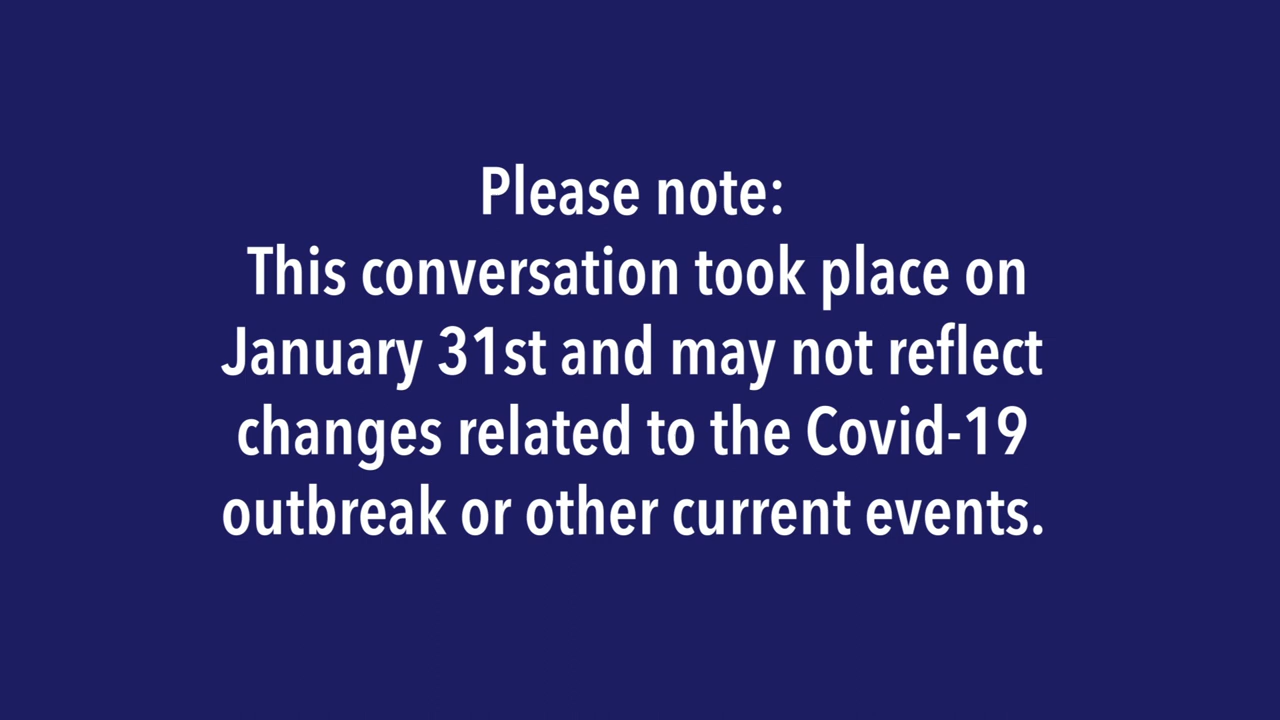 Please note:
This conversation took place on
January 31st and may not reflect
changes related to the Covid-19
outbreak or other current events.